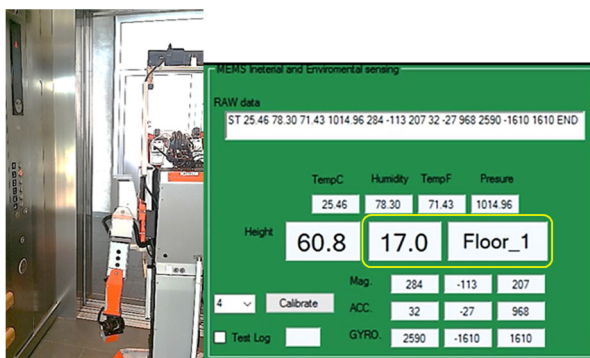 MEMS Ineterial and Enviromental sensing
RAW data
ST 25.46 78.30 71.43 1014.96 284 -113 207 32 -27 968 2590 -1610 1610 END
TempC Humidity TempF Presure
25.46 78.30 71.43 1014.96
Height 60.8 17.0 Floor_1
Mag. 284 -113 207
4 Calibrate ACC. 32 -27 968
Test Log GYRO. 2590 -1610 1610